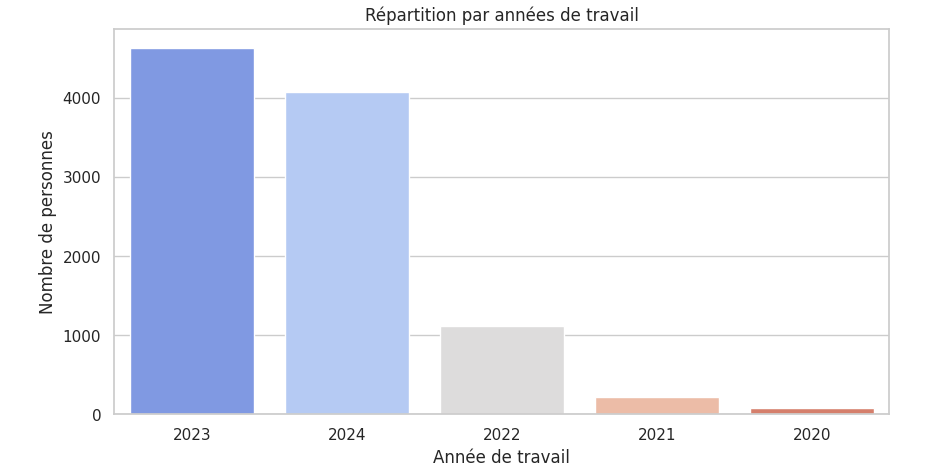 Répartition par années de travail
Nombre de personnes
4000
3000
2000
1000
0
2023 2024 2022 2021 2020
Année de travail